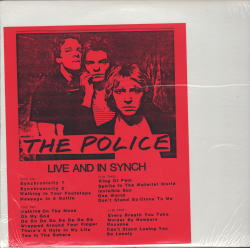 THE POLICE
LIVE AND IN SYNCH
Synchronicity 1
Synchronicity 2
Walking In Your Footsteps
Message In A Bottle
Walking On The Moon
Oh My God
De Do Do Do De Da Da Da
Wrapped Around Your Finger
There's A Hole In My Life
Tea In The Sahara
King Of Pain
Spirits In The Material World
Invisible Sun
One World
Don't Stand So Close To Me
Every Breath You Take
Murder By Numbers
Roxanne
Can't Stand Losing You
So Lonely